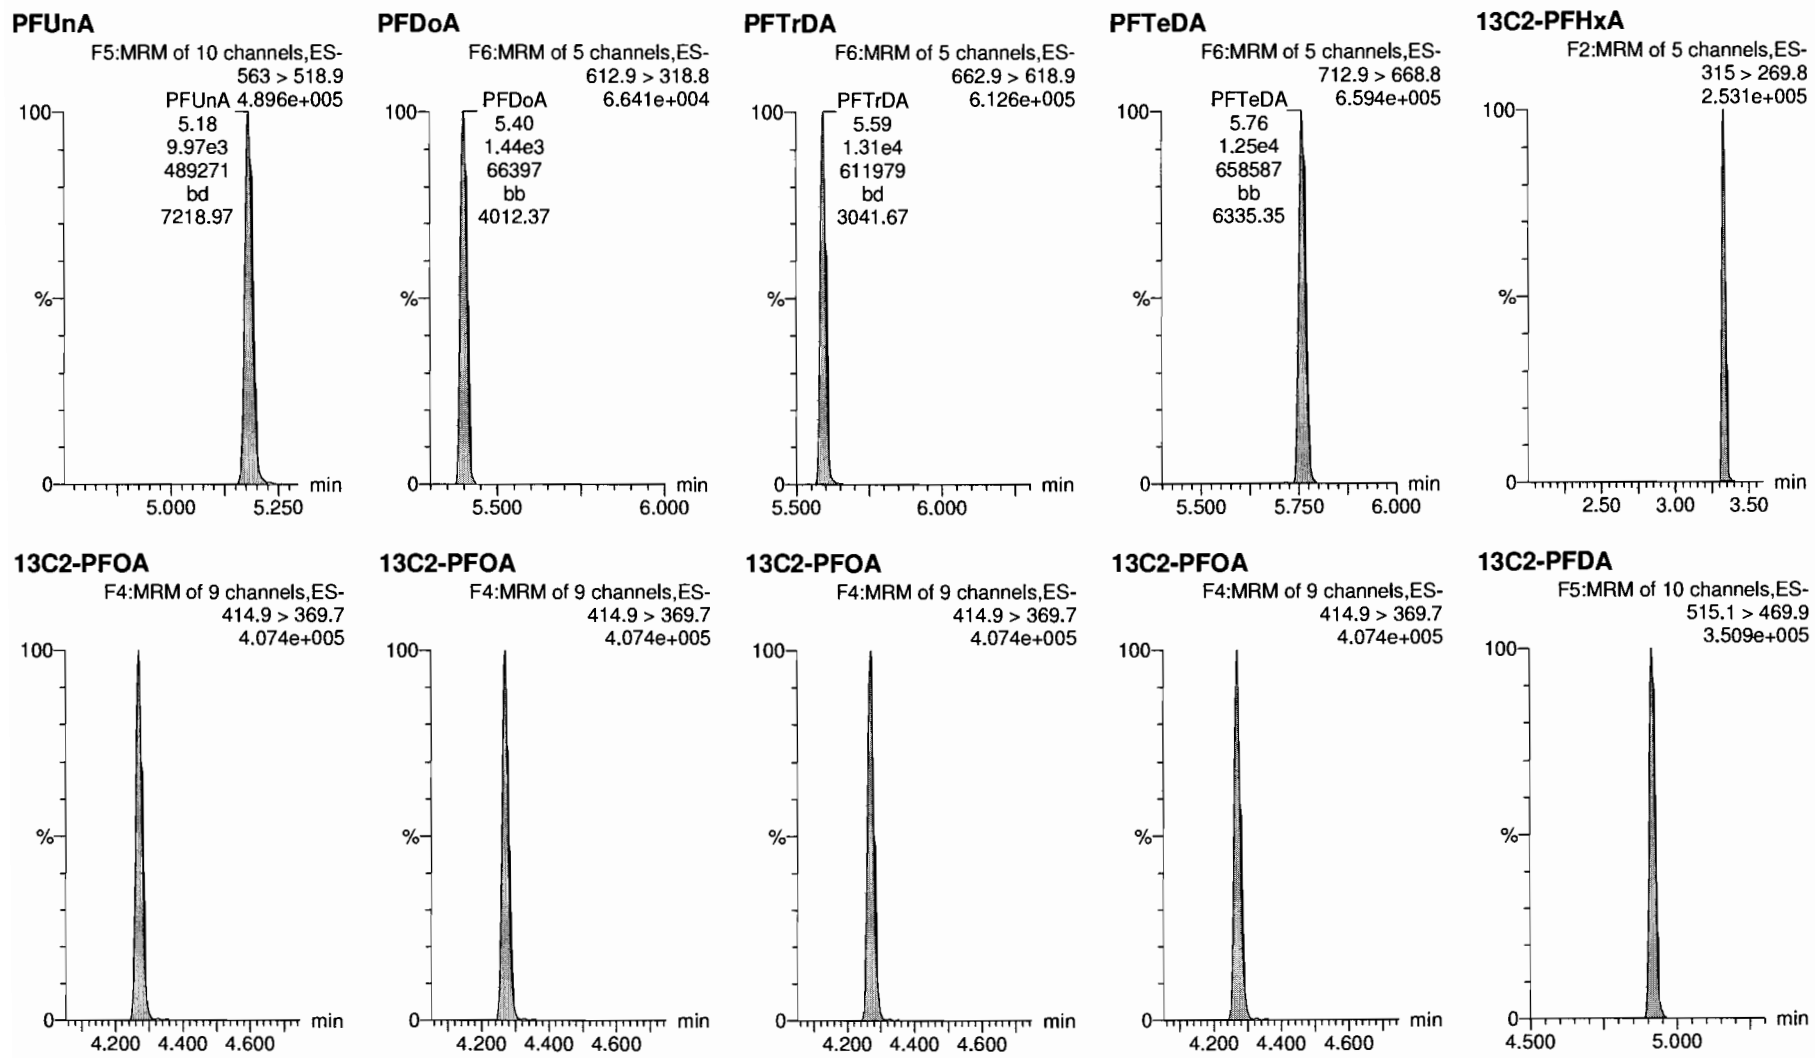 PFUnA
F5:MRM of 10 channels,ES-
563 > 518.9
4.896e+005
PFUnA
5.18
9.97e3
489271
bd
7218.97
100
%
0
5.000 5.250
min
PFDoA
F6:MRM of 5 channels,ES-
612.9 > 318.8
6.641e+004
PFDoA
5.40
1.44e3
66397
bb
4012.37
100
%
0
5.500 6.000
min
PFTrDA
F6:MRM of 5 channels,ES-
662.9 > 618.9
6.126e+005
PFTrDA
5.59
1.31e4
611979
bd
3041.67
100
%
0
5.500 6.000
min
PFTeDA
F6:MRM of 5 channels,ES-
712.9 > 668.8
6.594e+005
PFTeDA
5.76
1.25e4
658587
bb
6335.35
100
%
0
5.500 5.750 6.000
min
13C2-PFHxA
F2:MRM of 5 channels,ES-
315 > 269.8
2.531e+005
100
%
0
2.50 3.00 3.50
min
13C2-PFOA
F4:MRM of 9 channels,ES-
414.9 > 369.7
4.074e+005
100
%
0
4.200 4.400 4.600
min
13C2-PFOA
F4:MRM of 9 channels,ES-
414.9 > 369.7
4.074e+005
100
%
0
4.200 4.400 4.600
min
13C2-PFOA
F4:MRM of 9 channels,ES-
414.9 > 369.7
4.074e+005
100
%
0
4.200 4.400 4.600
min
13C2-PFOA
F4:MRM of 9 channels,ES-
414.9 > 369.7
4.074e+005
100
%
0
4.200 4.400 4.600
min
13C2-PFDA
F5:MRM of 10 channels,ES-
515.1 > 469.9
3.509e+005
100
%
0
4.500 5.000
min